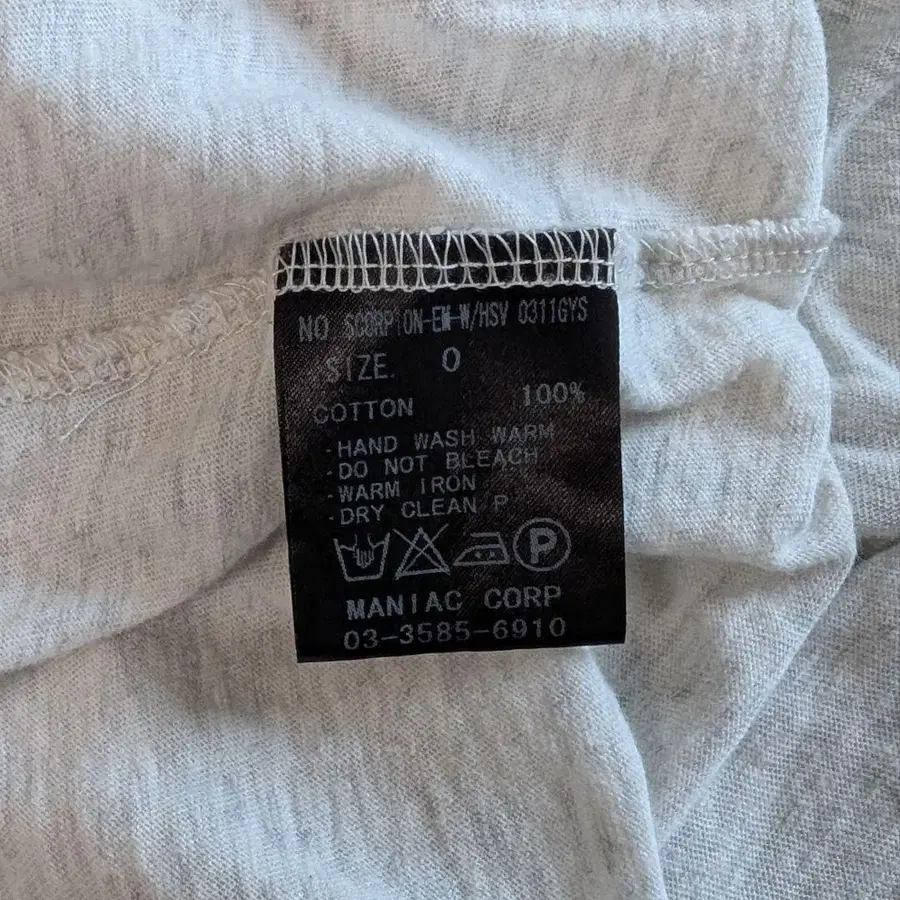 NO SCORPION-EM-W/HSV 0311GYS
SIZE. 0
COTTON 100%
·HAND WASH WARM
·DO NOT BLEACH
·WARM IRON
·DRY CLEAN P
P
MANIAC CORP
03-3585-6910